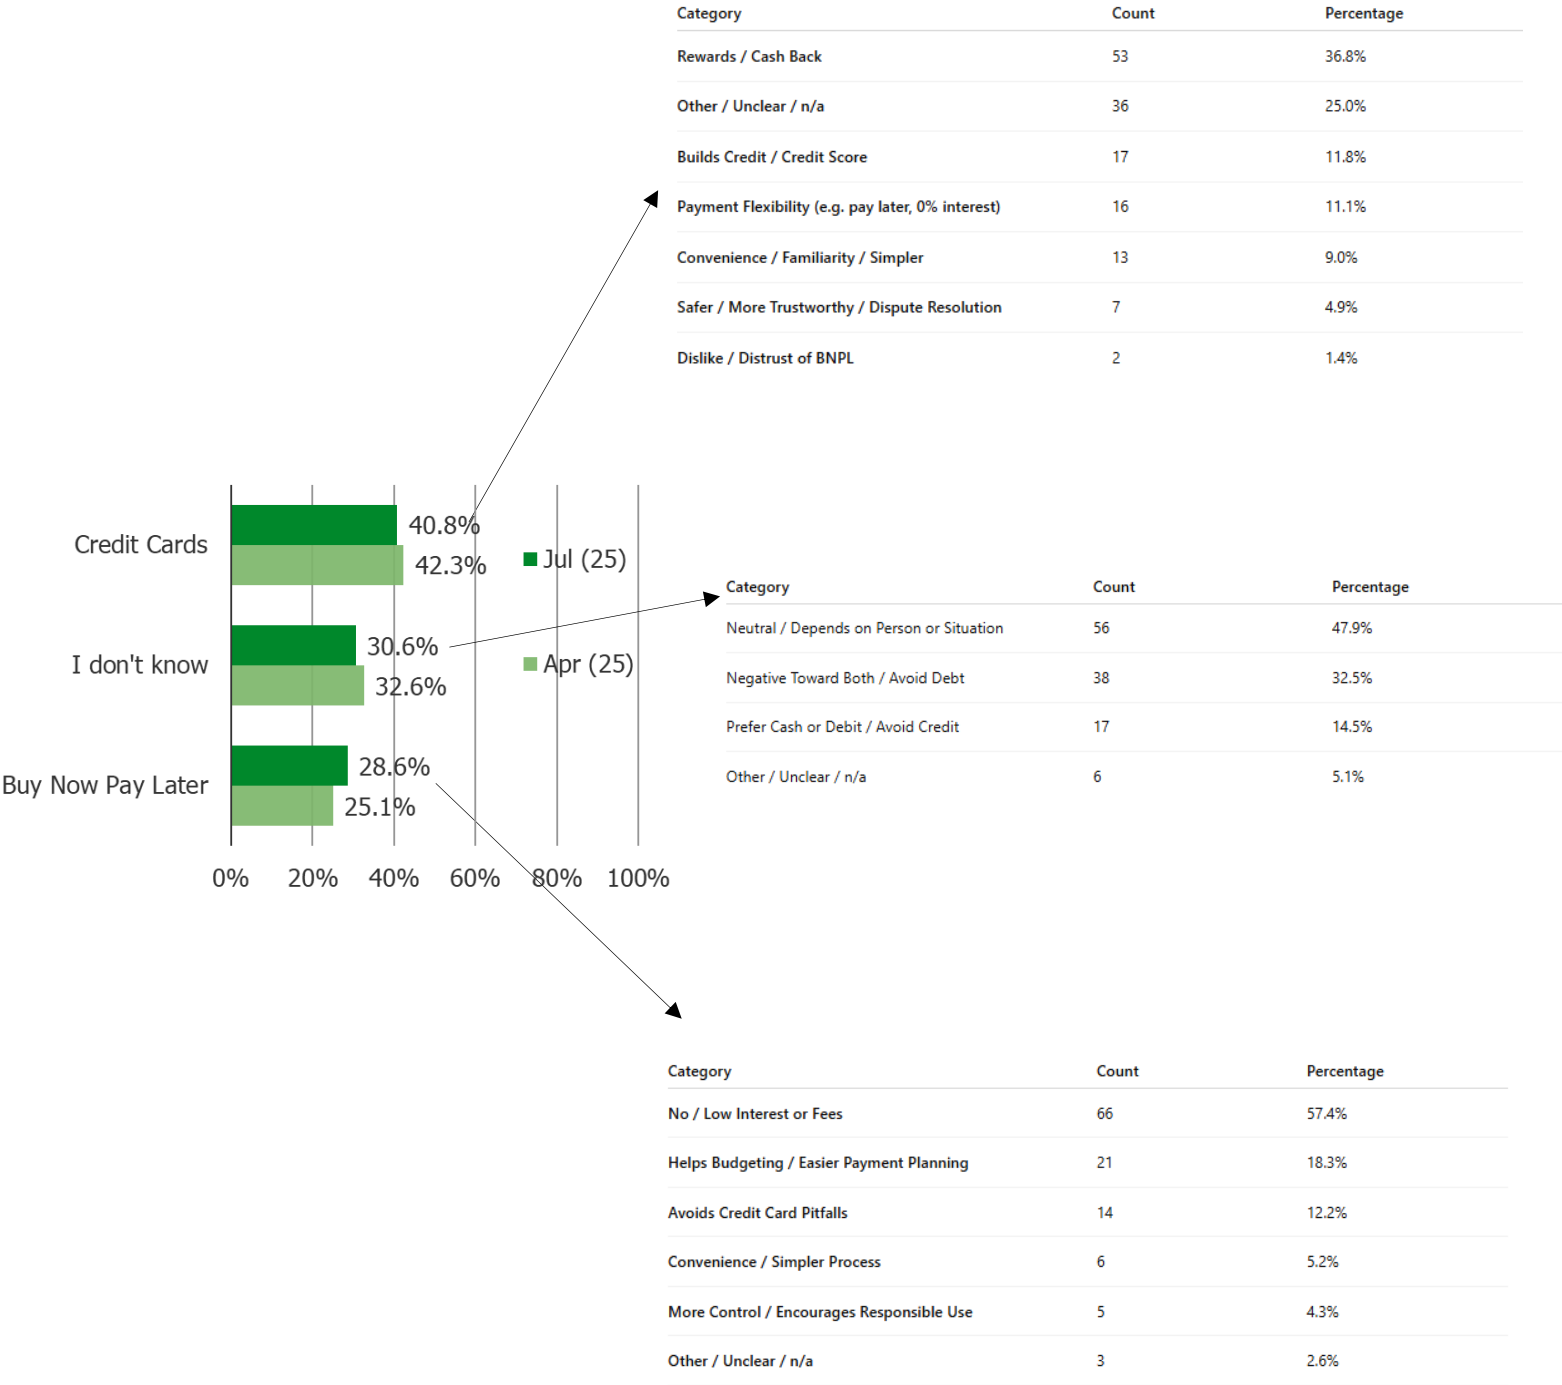 Category Count Percentage
Rewards / Cash Back 53 36.8%
Other / Unclear / n/a 36 25.0%
Builds Credit / Credit Score 17 11.8%
Payment Flexibility (e.g. pay later, 0% interest) 16 11.1%
Convenience / Familiarity / Simpler 13 9.0%
Safer / More Trustworthy / Dispute Resolution 7 4.9%
Dislike / Distrust of BNPL 2 1.4%
Credit Cards
40.8%
42.3%
I don't know
30.6%
32.6%
Buy Now Pay Later
28.6%
25.1%
Jul (25)
Apr (25)
0% 20% 40% 60% 80% 100%
Category Count Percentage
Neutral / Depends on Person or Situation 56 47.9%
Negative Toward Both / Avoid Debt 38 32.5%
Prefer Cash or Debit / Avoid Credit 17 14.5%
Other / Unclear / n/a 6 5.1%
Category Count Percentage
No / Low Interest or Fees 66 57.4%
Helps Budgeting / Easier Payment Planning 21 18.3%
Avoids Credit Card Pitfalls 14 12.2%
Convenience / Simpler Process 6 5.2%
More Control / Encourages Responsible Use 5 4.3%
Other / Unclear / n/a 3 2.6%